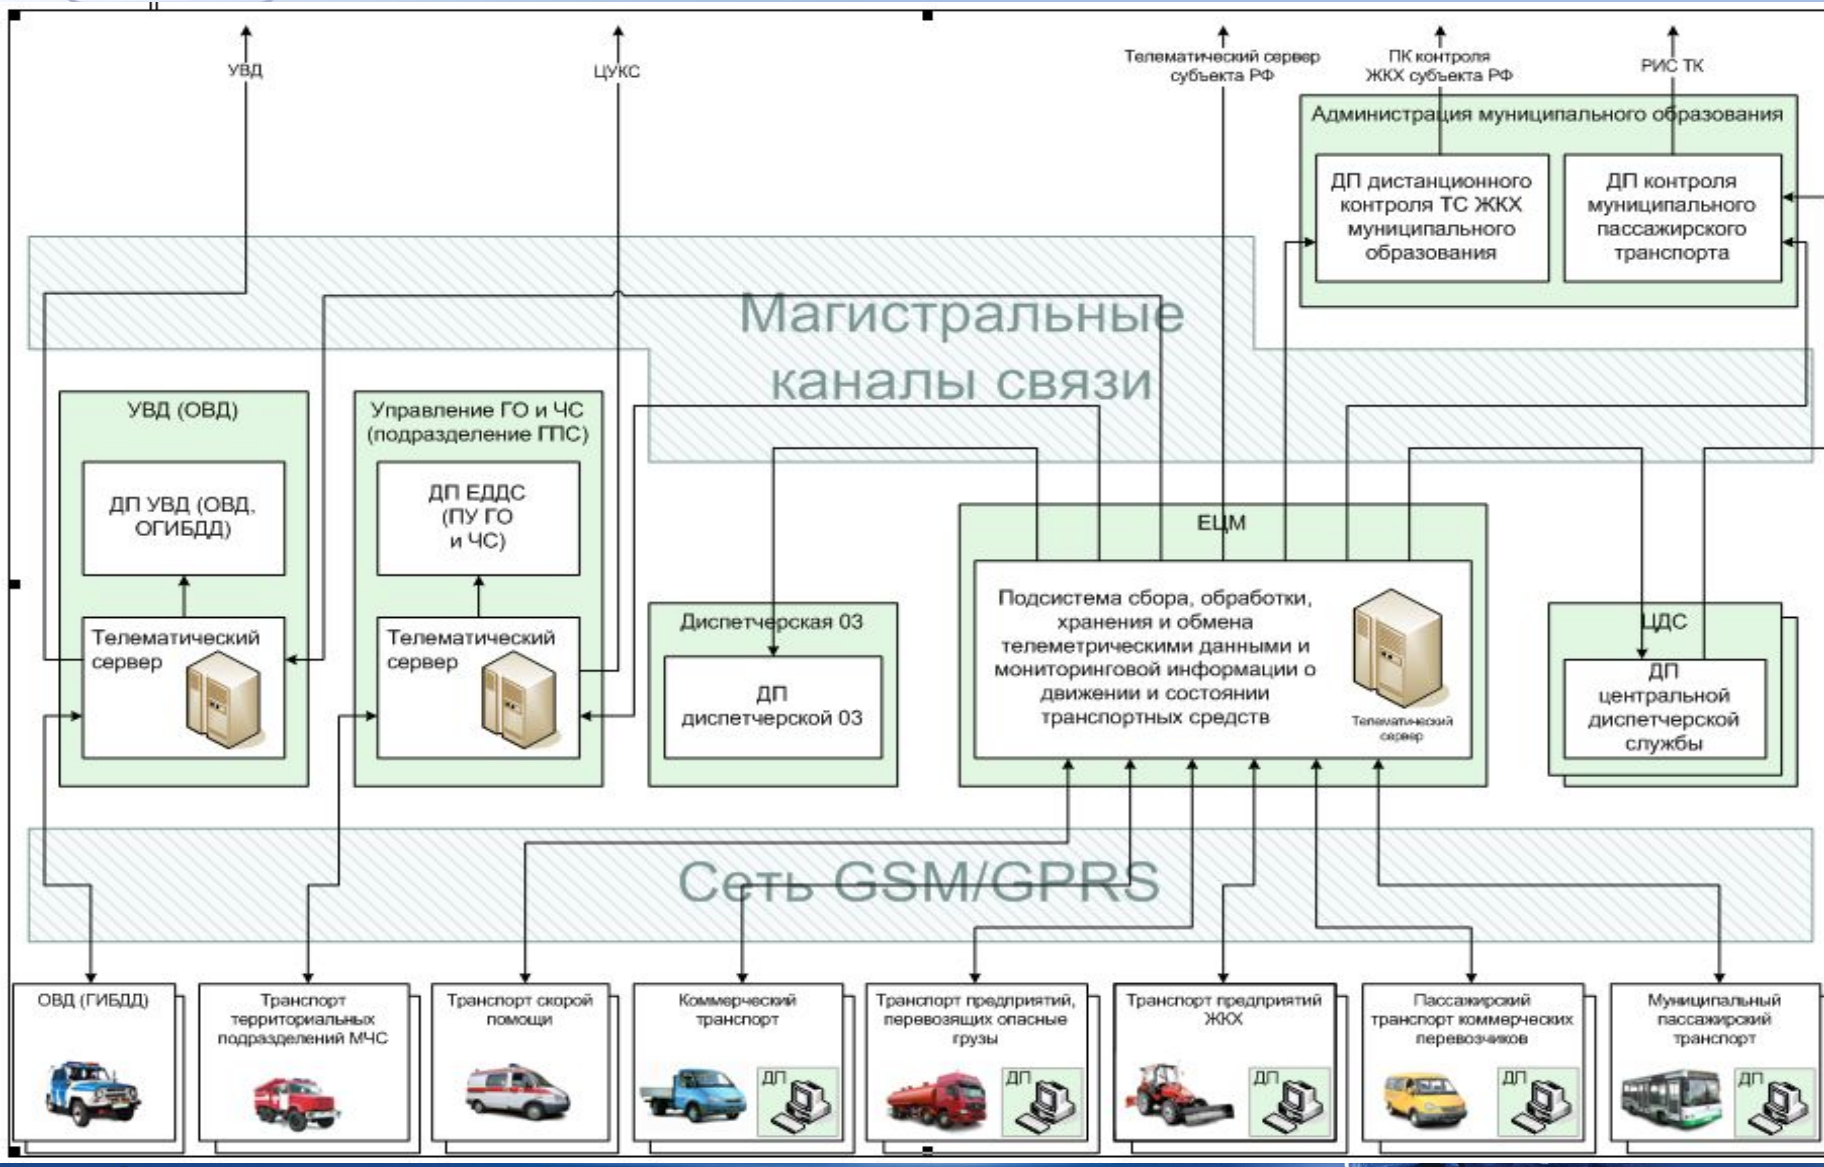 УВД
ЦУКС
Телематический сервер
субъекта РФ
ПК контроля
ЖКХ субъекта РФ
РИС ТК
Администрация муниципального образования
ДП дистанционного
контроля ТС ЖКХ
муниципального
образования
ДП контроля
муниципального
пассажирского
транспорта
Магистральные
каналы связи
УВД (ОВД)
ДП УВД (ОВД,
ОГИБДД)
Телематический
сервер
Управление ГО и ЧС
(подразделение ГПС)
ДП ЕДДС
(ПУ ГО
и ЧС)
Телематический
сервер
Диспетчерская 03
ДП
диспетчерской 03
ЕЦМ
Подсистема сбора, обработки,
хранения и обмена
телеметрическими данными и
мониторинговой информации о
движении и состоянии
транспортных средств
Телематический
сервер
ЦДС
ДП
центральной
диспетчерской
службы
Сеть GSM/GPRS
ОВД (ГИБДД)
Транспорт
территориальных
подразделений МЧС
Транспорт скорой
помощи
Коммерческий
транспорт
ДП
Транспорт предприятий,
перевозящих опасные
грузы
ДП
Транспорт предприятий
ЖКХ
ДП
Пассажирский
транспорт коммерческих
перевозчиков
ДП
Муниципальный
пассажирский
транспорт
ДП